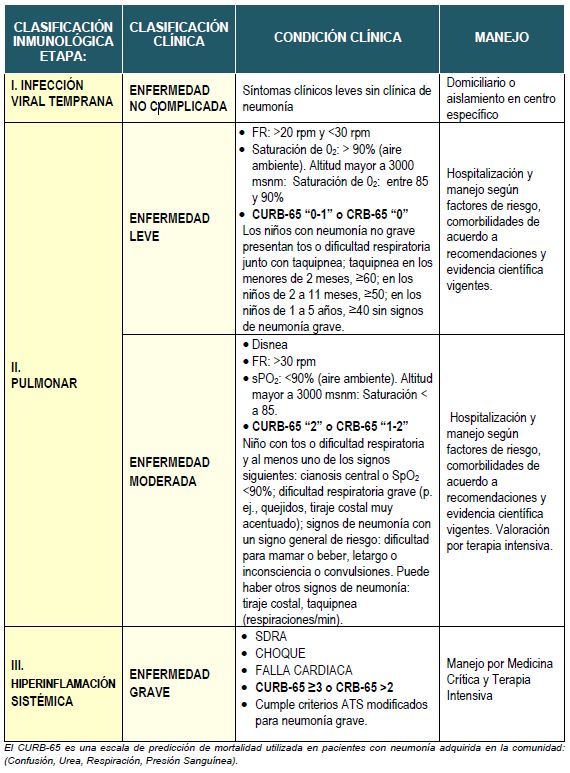 CLASIFICACIÓN
INMUNOLÓGICA
ETAPA:
CLASIFICACIÓN
CLÍNICA
CONDICIÓN CLÍNICA
MANEJO
I. INFECCIÓN
VIRAL TEMPRANA
ENFERMEDAD
NO COMPLICADA
Síntomas clínicos leves sin clínica de
neumonía
Domiciliario o
aislamiento en centro
específico
II.
PULMONAR
ENFERMEDAD
LEVE
• FR: >20 rpm y <30 rpm
• Saturación de 0₂: > 90% (aire
ambiente). Altitud mayor a 3000
msnm: Saturación de 0₂: entre 85
y 90%
• CURB-65 “0-1” o CRB-65 “0”
Los niños con neumonía no grave
presentan tos o dificultad respiratoria
junto con taquipnea; taquipnea en los
menores de 2 meses, ≥60; en los
niños de 2 a 11 meses, ≥50; en los
niños de 1 a 5 años, ≥40 sin signos
de neumonía grave.
Hospitalización y
manejo según
factores de riesgo,
comorbilidades de
acuerdo a
recomendaciones y
evidencia científica
vigentes.
ENFERMEDAD
MODERADA
• Disnea
• FR: >30 rpm
• sPO₂: <90% (aire ambiente). Altitud
mayor a 3000 msnm: Saturación <
a 85.
• CURB-65 “2” o CRB-65 “1-2”
Niño con tos o dificultad respiratoria
y al menos uno de los signos
siguientes: cianosis central o SpO₂
<90%; dificultad respiratoria grave (p.
ej., quejidos, tiraje costal muy
acentuado); signos de neumonía con
un signo general de riesgo: dificultad
para mamar o beber, letargo o
inconsciencia o convulsiones. Puede
haber otros signos de neumonía:
tiraje costal, taquipnea
(respiraciones/min).
Hospitalización y
manejo según
factores de riesgo,
comorbilidades de
acuerdo a
recomendaciones y
evidencia científica
vigentes. Valoración
por terapia intensiva.
III.
HIPERINFLAMACIÓN
SISTÉMICA
ENFERMEDAD
GRAVE
• SDRA
• CHOQUE
• FALLA CARDIACA
• CURB-65 ≥3 o CRB-65 >2
• Cumple criterios ATS modificados
para neumonía grave.
Manejo por Medicina
Crítica y Terapia
Intensiva
El CURB-65 es una escala de predicción de mortalidad utilizada en pacientes con neumonía adquirida en la comunidad:
(Confusión, Urea, Respiración, Presión Sanguínea).